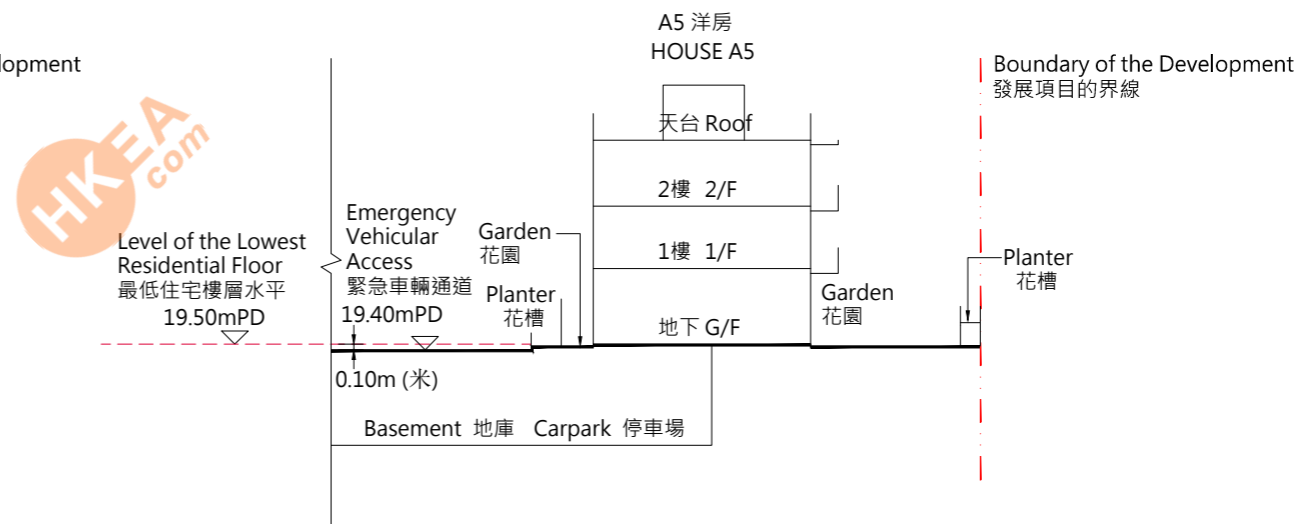 A5 洋房
HOUSE A5
lopment
Boundary of the Development
發展項目的界線
HKEA
com
天台 Roof
2樓 2/F
1樓 1/F
地下 G/F
Level of the Lowest
Residential Floor
最低住宅樓層水平
19.50mPD
Emergency
Vehicular
Access
緊急車輛通道
19.40mPD
Garden
花園
Planter
花槽
Garden
花園
Planter
花槽
0.10m (米)
Basement 地庫 Carpark 停車場